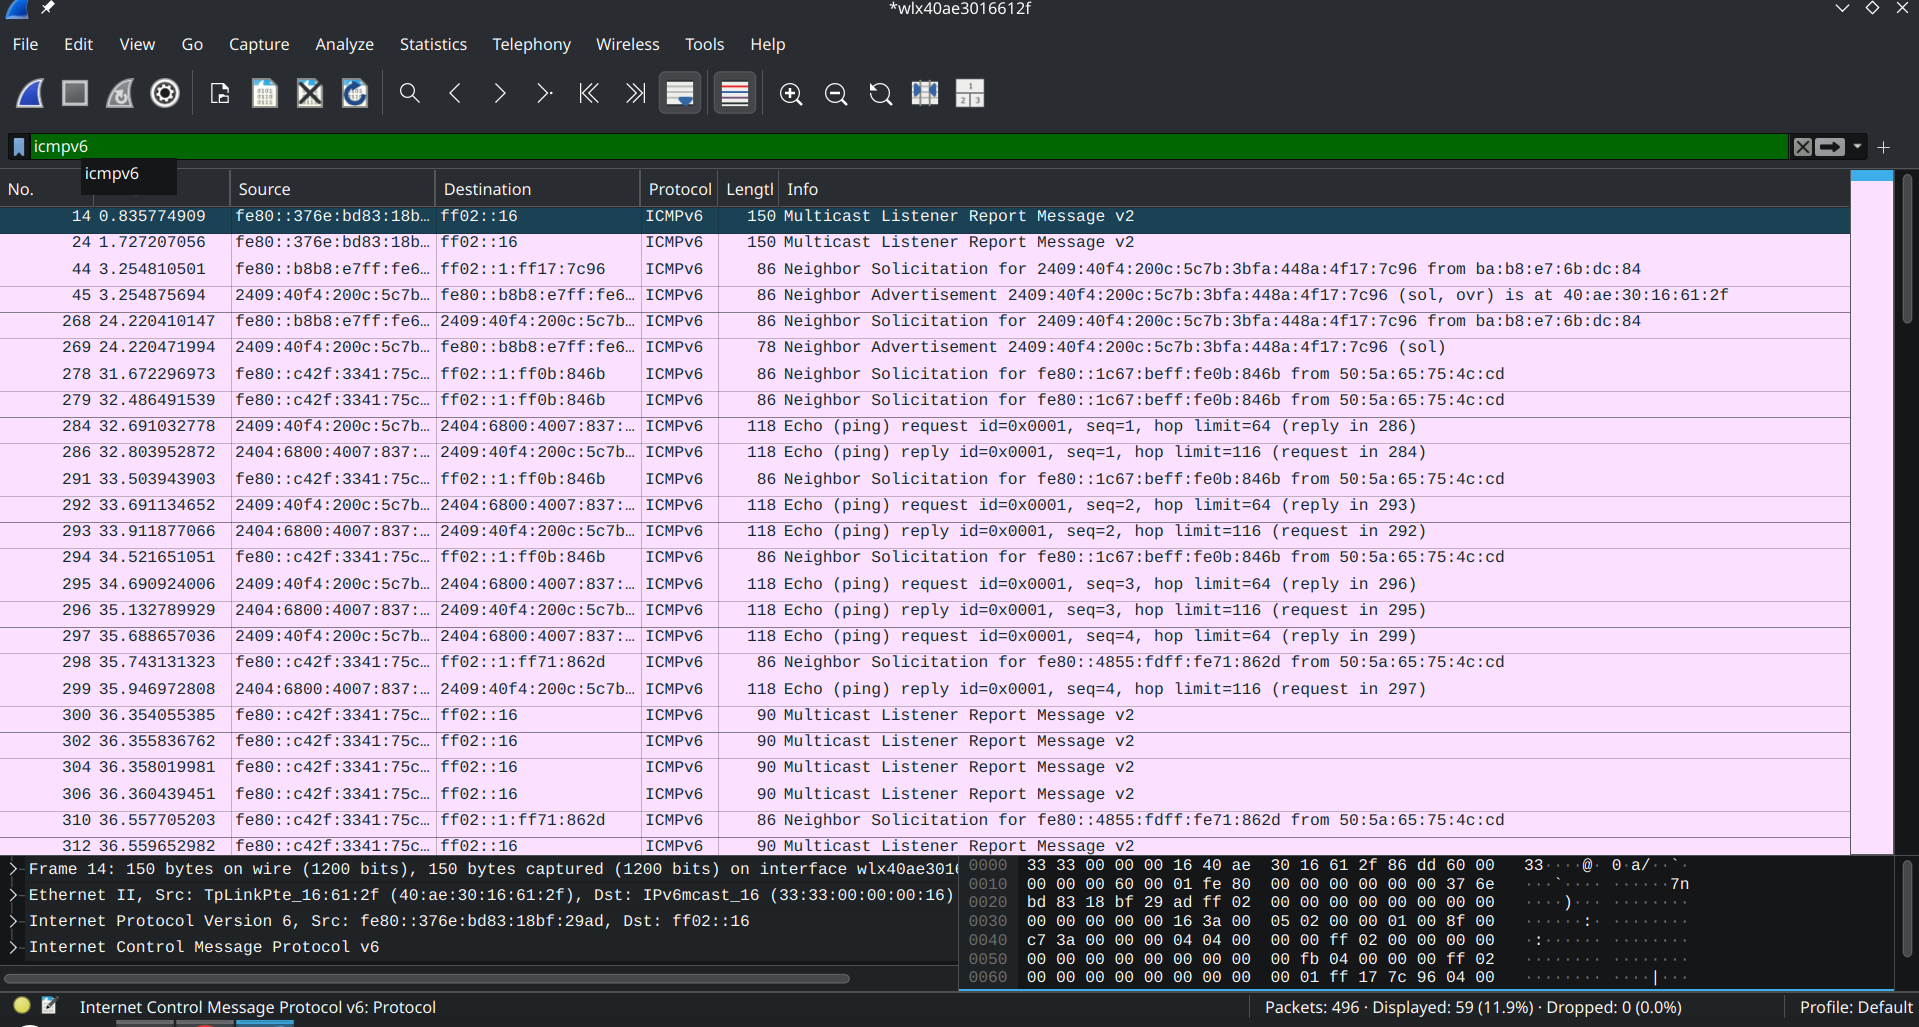 *wlx40ae3016612f
File Edit View Go Capture Analyze Statistics Telephony Wireless Tools Help
icmpv6
icmpv6
No. Source Destination Protocol Lengtl Info
14 0.835774909 fe80::376e:bd83:18b… ff02::16 ICMPv6 150 Multicast Listener Report Message v2
24 1.727207056 fe80::376e:bd83:18b… ff02::16 ICMPv6 150 Multicast Listener Report Message v2
44 3.254810501 fe80::b8b8:e7ff:fe6… ff02::1:ff17:7c96 ICMPv6 86 Neighbor Solicitation for 2409:40f4:200c:5c7b:3bfa:448a:4f17:7c96 from ba:b8:e7:6b:dc:84
45 3.254875694 2409:40f4:200c:5c7b… fe80::b8b8:e7ff:fe6… ICMPv6 86 Neighbor Advertisement 2409:40f4:200c:5c7b:3bfa:448a:4f17:7c96 (sol, ovr) is at 40:ae:30:16:61:2f
268 24.220410147 fe80::b8b8:e7ff:fe6… 2409:40f4:200c:5c7b… ICMPv6 86 Neighbor Solicitation for 2409:40f4:200c:5c7b:3bfa:448a:4f17:7c96 from ba:b8:e7:6b:dc:84
269 24.220471994 2409:40f4:200c:5c7b… fe80::b8b8:e7ff:fe6… ICMPv6 78 Neighbor Advertisement 2409:40f4:200c:5c7b:3bfa:448a:4f17:7c96 (sol)
278 31.672296973 fe80::c42f:3341:75c… ff02::1:ff0b:846b ICMPv6 86 Neighbor Solicitation for fe80::1c67:beff:fe0b:846b from 50:5a:65:75:4c:cd
279 32.486491539 fe80::c42f:3341:75c… ff02::1:ff0b:846b ICMPv6 86 Neighbor Solicitation for fe80::1c67:beff:fe0b:846b from 50:5a:65:75:4c:cd
284 32.691032778 2409:40f4:200c:5c7b… 2404:6800:4007:837:… ICMPv6 118 Echo (ping) request id=0x0001, seq=1, hop limit=64 (reply in 286)
286 32.803952872 2404:6800:4007:837:… 2409:40f4:200c:5c7b… ICMPv6 118 Echo (ping) reply id=0x0001, seq=1, hop limit=116 (request in 284)
291 33.503943903 fe80::c42f:3341:75c… ff02::1:ff0b:846b ICMPv6 86 Neighbor Solicitation for fe80::1c67:beff:fe0b:846b from 50:5a:65:75:4c:cd
292 33.691134652 2409:40f4:200c:5c7b… 2404:6800:4007:837:… ICMPv6 118 Echo (ping) request id=0x0001, seq=2, hop limit=64 (reply in 293)
293 33.911877066 2404:6800:4007:837:… 2409:40f4:200c:5c7b… ICMPv6 118 Echo (ping) reply id=0x0001, seq=2, hop limit=116 (request in 292)
294 34.521651051 fe80::c42f:3341:75c… ff02::1:ff0b:846b ICMPv6 86 Neighbor Solicitation for fe80::1c67:beff:fe0b:846b from 50:5a:65:75:4c:cd
295 34.690924006 2409:40f4:200c:5c7b… 2404:6800:4007:837:… ICMPv6 118 Echo (ping) request id=0x0001, seq=3, hop limit=64 (reply in 296)
296 35.132789929 2404:6800:4007:837:… 2409:40f4:200c:5c7b… ICMPv6 118 Echo (ping) reply id=0x0001, seq=3, hop limit=116 (request in 295)
297 35.688657036 2409:40f4:200c:5c7b… 2404:6800:4007:837:… ICMPv6 118 Echo (ping) request id=0x0001, seq=4, hop limit=64 (reply in 299)
298 35.743131323 fe80::c42f:3341:75c… ff02::1:ff71:862d ICMPv6 86 Neighbor Solicitation for fe80::4855:fdff:fe71:862d from 50:5a:65:75:4c:cd
299 35.946972808 2404:6800:4007:837:… 2409:40f4:200c:5c7b… ICMPv6 118 Echo (ping) reply id=0x0001, seq=4, hop limit=116 (request in 297)
300 36.354055385 fe80::c42f:3341:75c… ff02::16 ICMPv6 90 Multicast Listener Report Message v2
302 36.355836762 fe80::c42f:3341:75c… ff02::16 ICMPv6 90 Multicast Listener Report Message v2
304 36.358019981 fe80::c42f:3341:75c… ff02::16 ICMPv6 90 Multicast Listener Report Message v2
306 36.360439451 fe80::c42f:3341:75c… ff02::16 ICMPv6 90 Multicast Listener Report Message v2
310 36.557705203 fe80::c42f:3341:75c… ff02::1:ff71:862d ICMPv6 86 Neighbor Solicitation for fe80::4855:fdff:fe71:862d from 50:5a:65:75:4c:cd
312 36.559652982 fe80::c42f:3341:75c… ff02::16 ICMPv6 90 Multicast Listener Report Message v2
Frame 14: 150 bytes on wire (1200 bits), 150 bytes captured (1200 bits) on interface wlx40ae3016
Ethernet II, Src: TpLinkPte_16:61:2f (40:ae:30:16:61:2f), Dst: IPv6mcast_16 (33:33:00:00:00:16)
Internet Protocol Version 6, Src: fe80::376e:bd83:18bf:29ad, Dst: ff02::16
Internet Control Message Protocol v6
0000 33 33 00 00 00 16 40 ae 30 16 61 2f 86 dd 60 00 33····@· 0·a/··`·
0010 00 00 00 60 00 01 fe 80 00 00 00 00 00 00 37 6e ···`···· ······7n
0020 bd 83 18 bf 29 ad ff 02 00 00 00 00 00 00 00 00 ····)··· ········
0030 00 00 00 00 00 16 3a 00 05 02 00 00 01 00 8f 00 ······:· ········
0040 c7 3a 00 00 00 04 04 00 00 00 ff 02 00 00 00 00 ·:······ ········
0050 00 00 00 00 00 00 00 00 00 fb 04 00 00 00 ff 02 ········ ········
0060 00 00 00 00 00 00 00 00 00 01 ff 17 7c 96 04 00 ········ ····|···
Internet Control Message Protocol v6: Protocol
Packets: 496 · Displayed: 59 (11.9%) · Dropped: 0 (0.0%)
Profile: Default